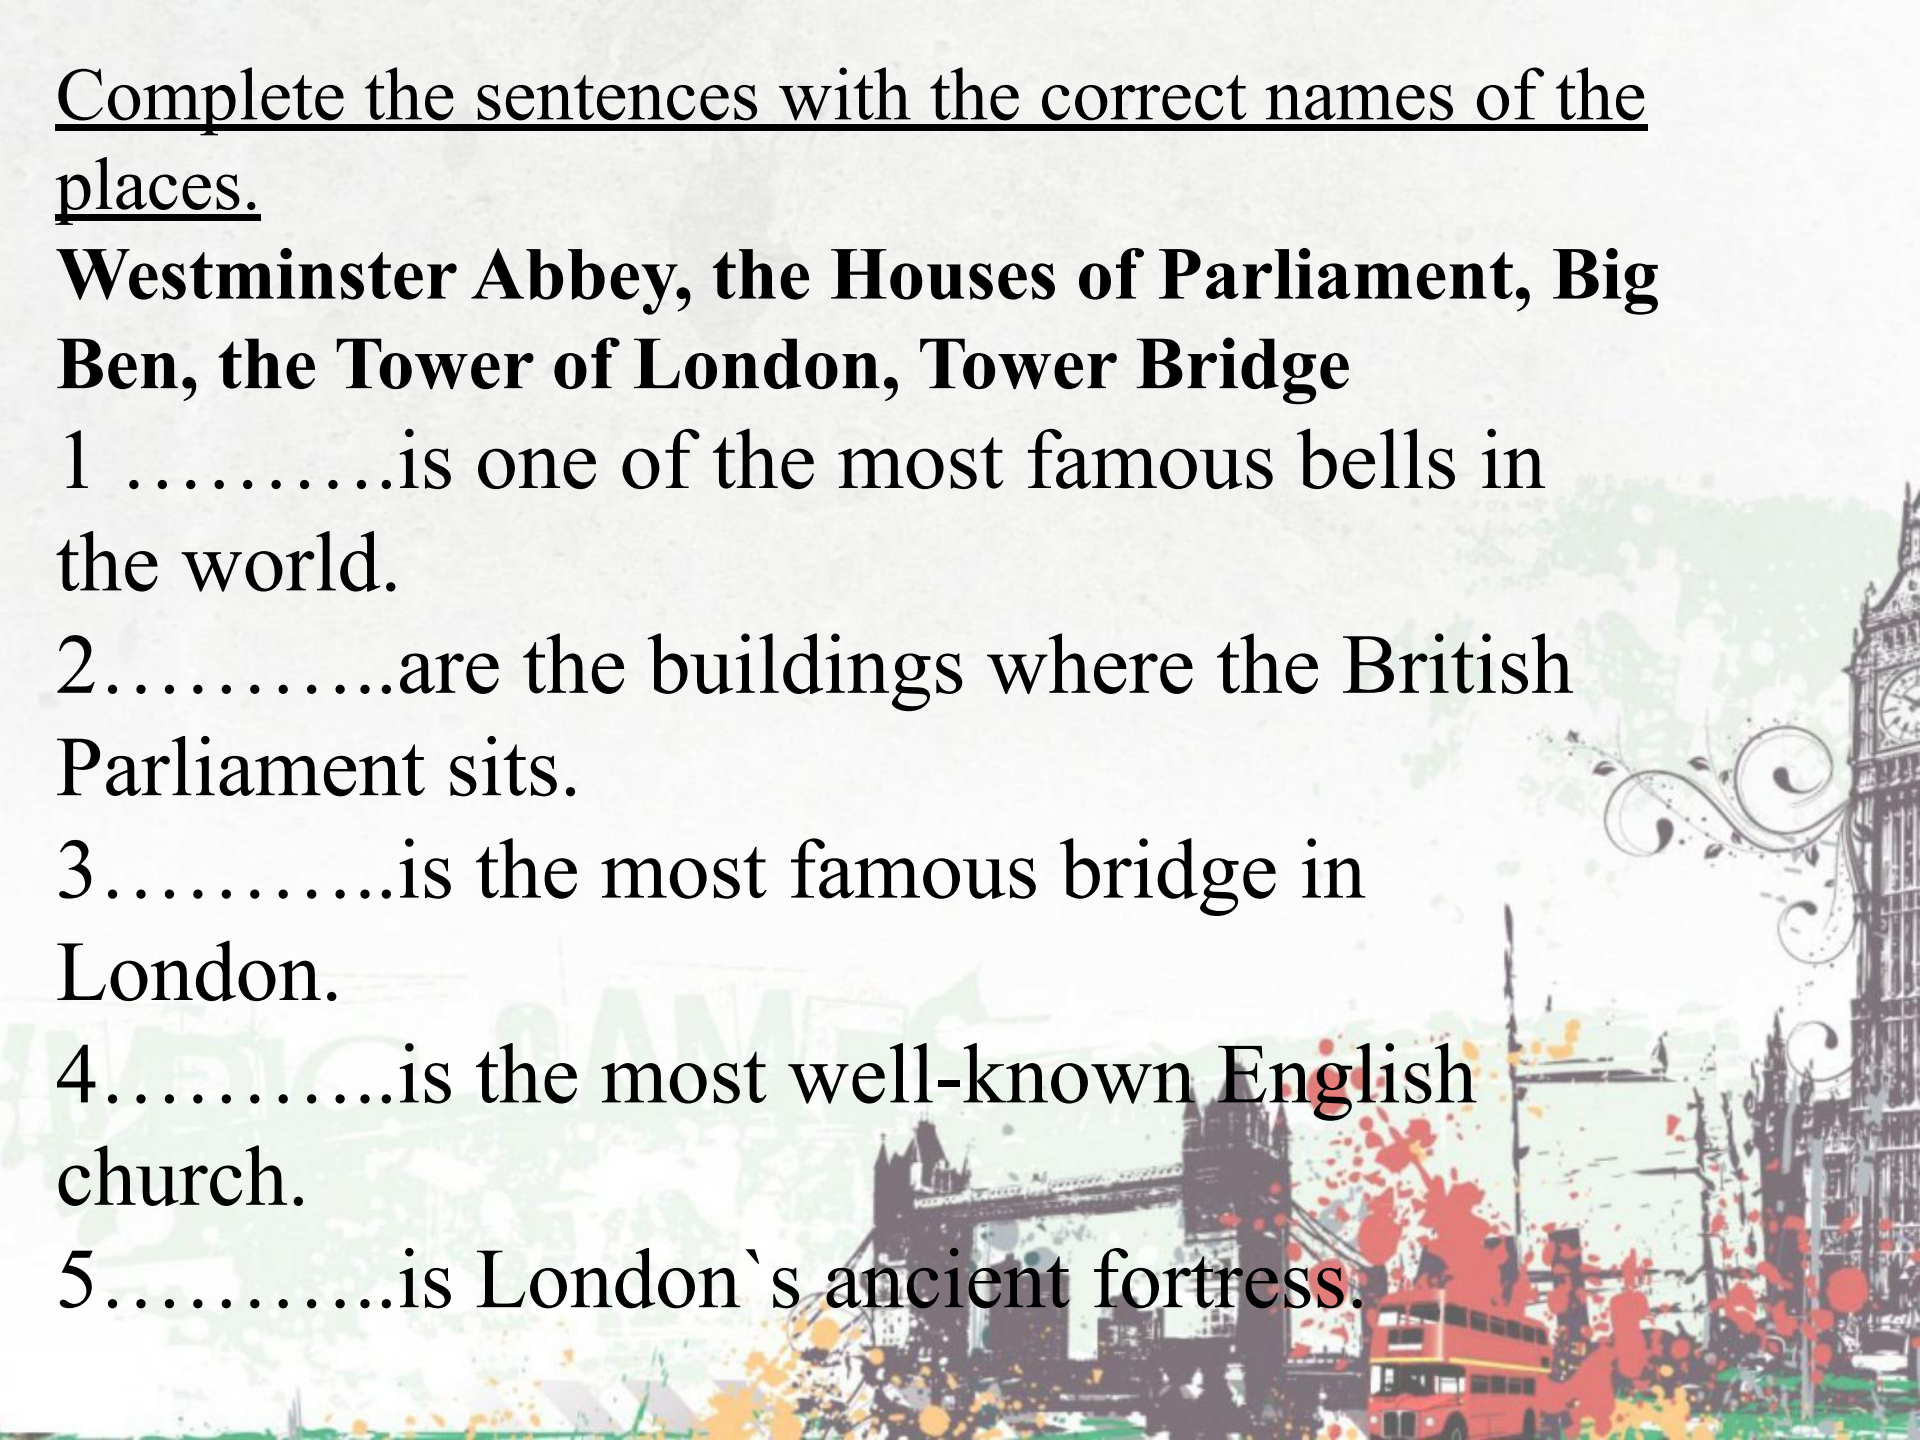 Complete the sentences with the correct names of the
places.
Westminster Abbey, the Houses of Parliament, Big
Ben, the Tower of London, Tower Bridge
1 ……….is one of the most famous bells in
the world.
2………..are the buildings where the British
Parliament sits.
3………..is the most famous bridge in
London.
4………..is the most well-known English
church.
5………..is London`s ancient fortress.